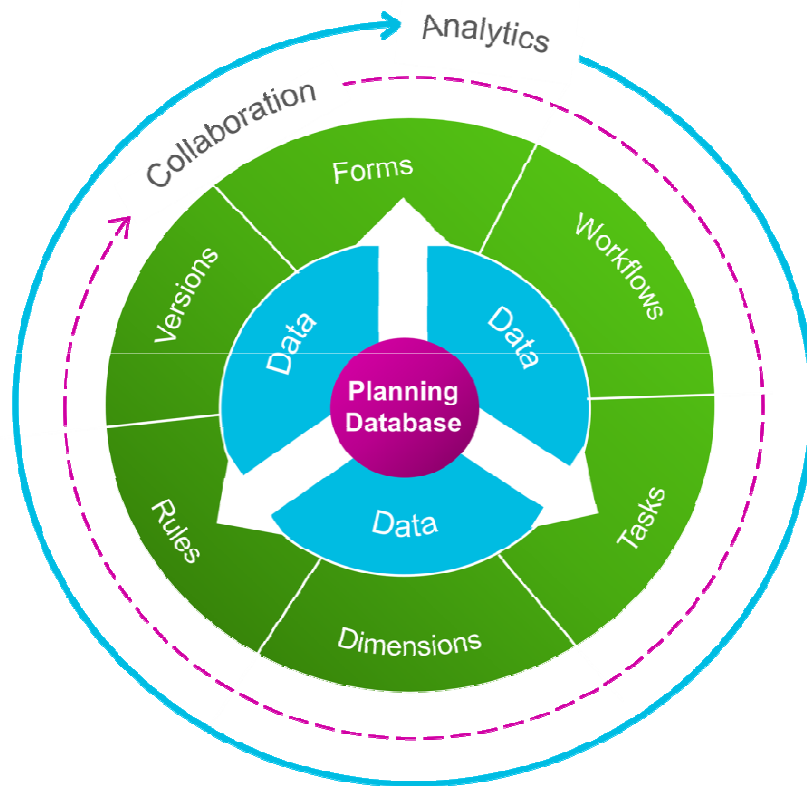 Analytics
Collaboration
Forms
Workflows
Versions
Data
Data
Planning
Database
Rules
Data
Tasks
Dimensions